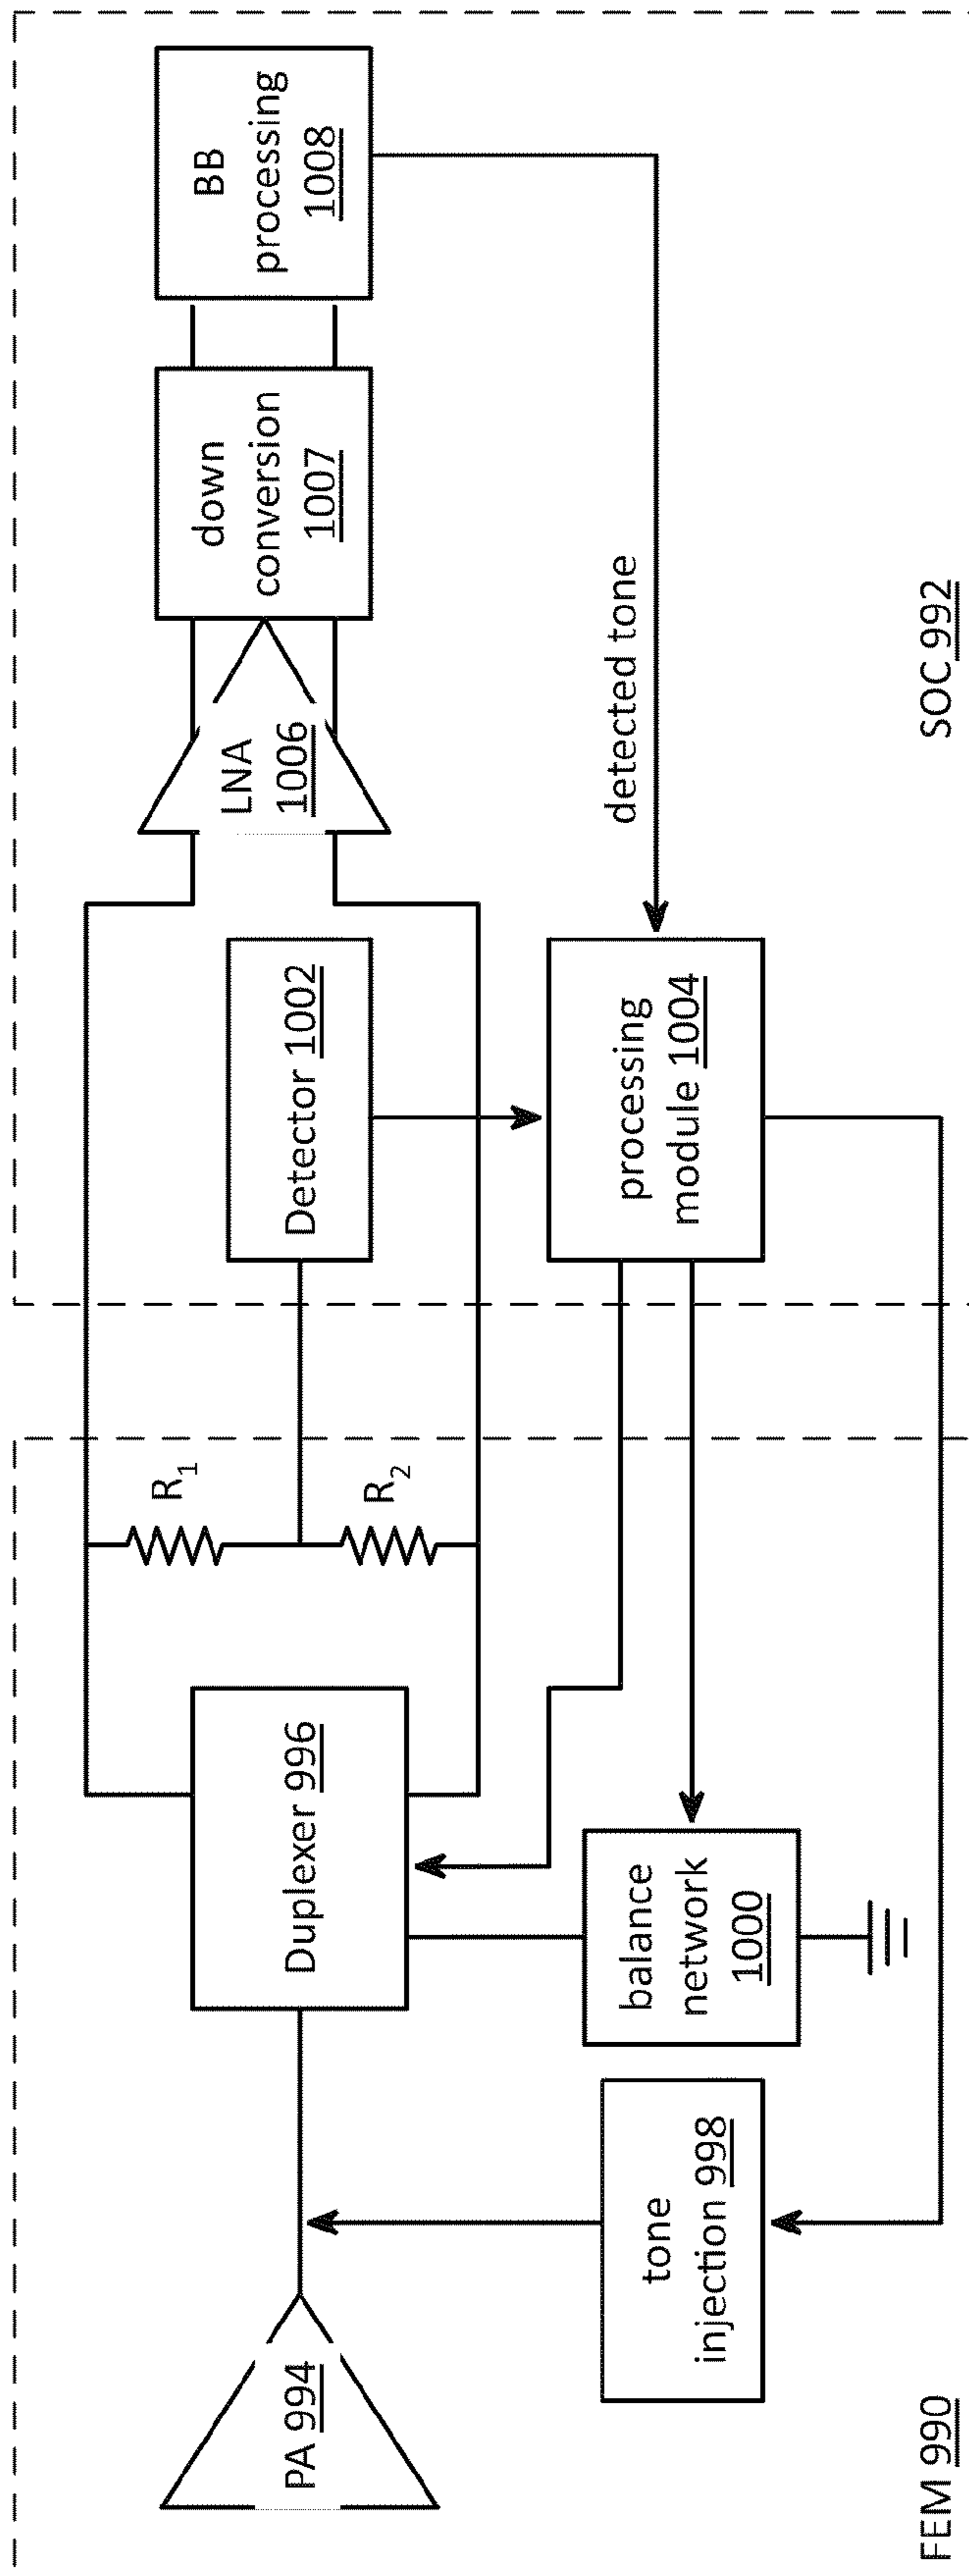 PA 994
Duplexer 996
R1
R2
Detector 1002
LNA
1006
down
conversion
1007
BB
processing
1008
tone
injection 998
balance
network
1000
processing
module 1004
detected tone
FEM 990
SOC 992